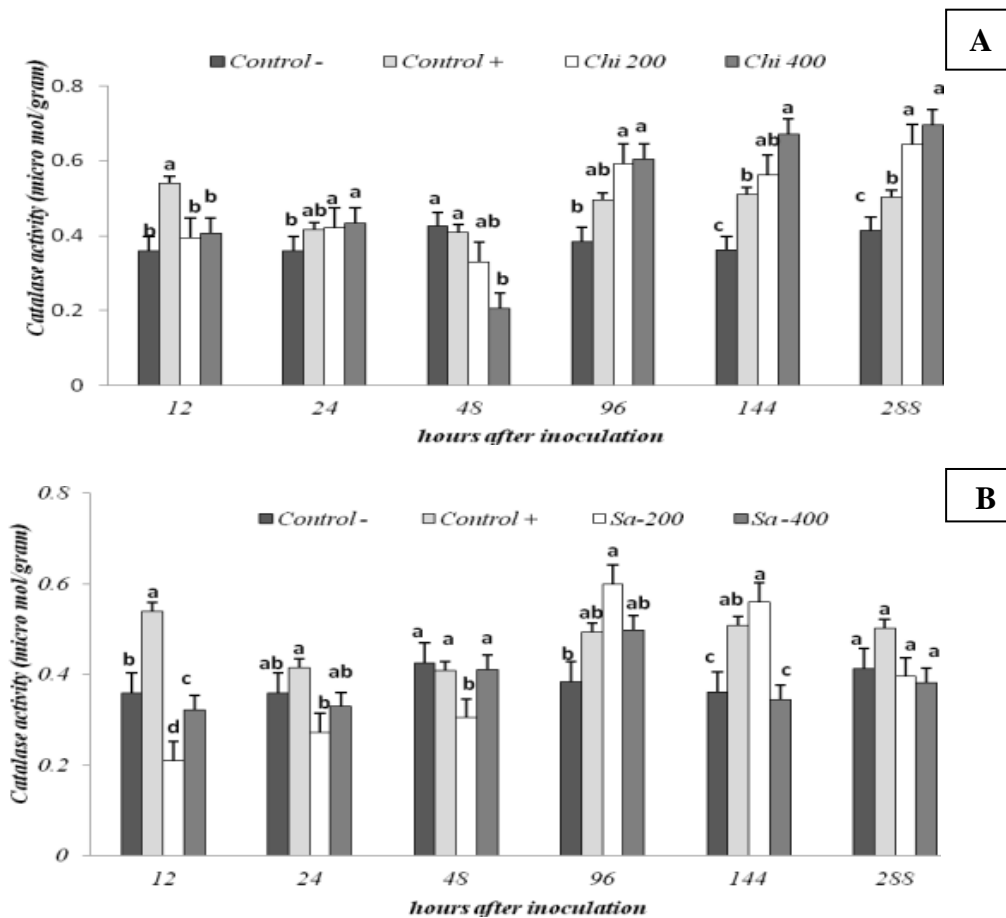 A
Control - Control + Chi 200 Chi 400
Catalase activity (micro mol/gram)
0.8
0.6
0.4
0.2
0
b a b b
b ab a a
a a ab b
b ab a a
c b ab a
c b a a
12 24 48 96 144 288
hours after inoculation
B
Control - Control + Sa-200 Sa-400
Catalase activity (micro mol/gram)
0.8
0.6
0.4
0.2
0
b a d c
ab a b ab
a a b a
b ab a ab
c ab a c
a a a a
12 24 48 96 144 288
hours after inoculation